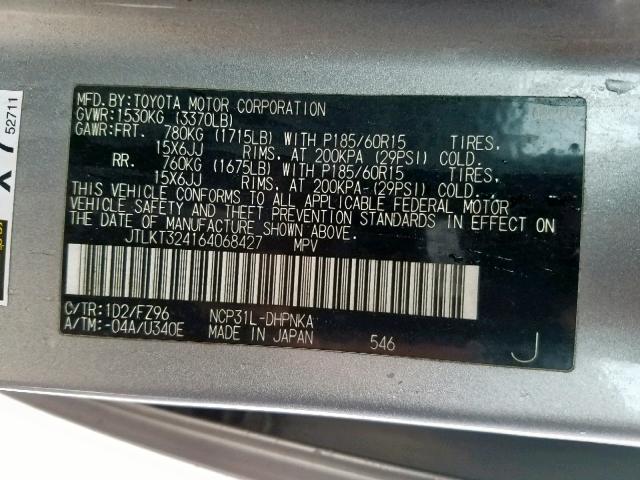 MFD.BY:TOYOTA MOTOR CORPORATION
GVWR:1530KG (3370LB)
GAWR:FRT. 780KG (1715LB) WITH P185/60R15 TIRES,
15X6JJ RIMS, AT 200KPA (29PSI) COLD.
RR. 760KG (1675LB) WITH P185/60R15 TIRES,
15X6JJ RIMS, AT 200KPA (29PSI) COLD.
THIS VEHICLE CONFORMS TO ALL APPLICABLE FEDERAL MOTOR
VEHICLE SAFETY AND THEFT PREVENTION STANDARDS IN EFFECT ON
THE DATE OF MANUFACTURE SHOWN ABOVE.
JTLKT324164068427 MPV
C/TR:1D2/FZ96 NCP31L-DHPNKA
A/TM:-04A/U340E MADE IN JAPAN 546
J
52711